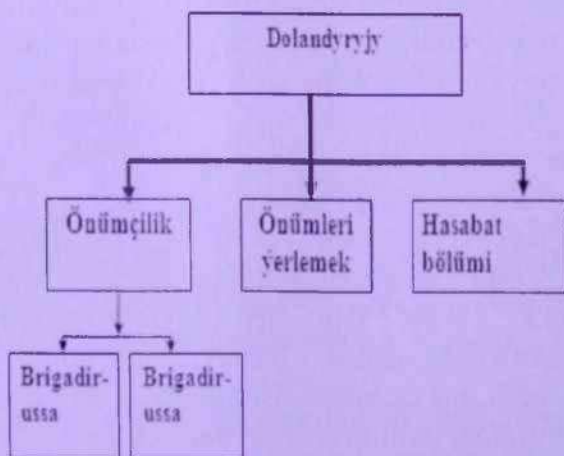 Dolandyryjy
Önümçilik
Önümleri
ýerlemek
Hasabat
bölümi
Brigadir-
ussa
Brigadir-
ussa